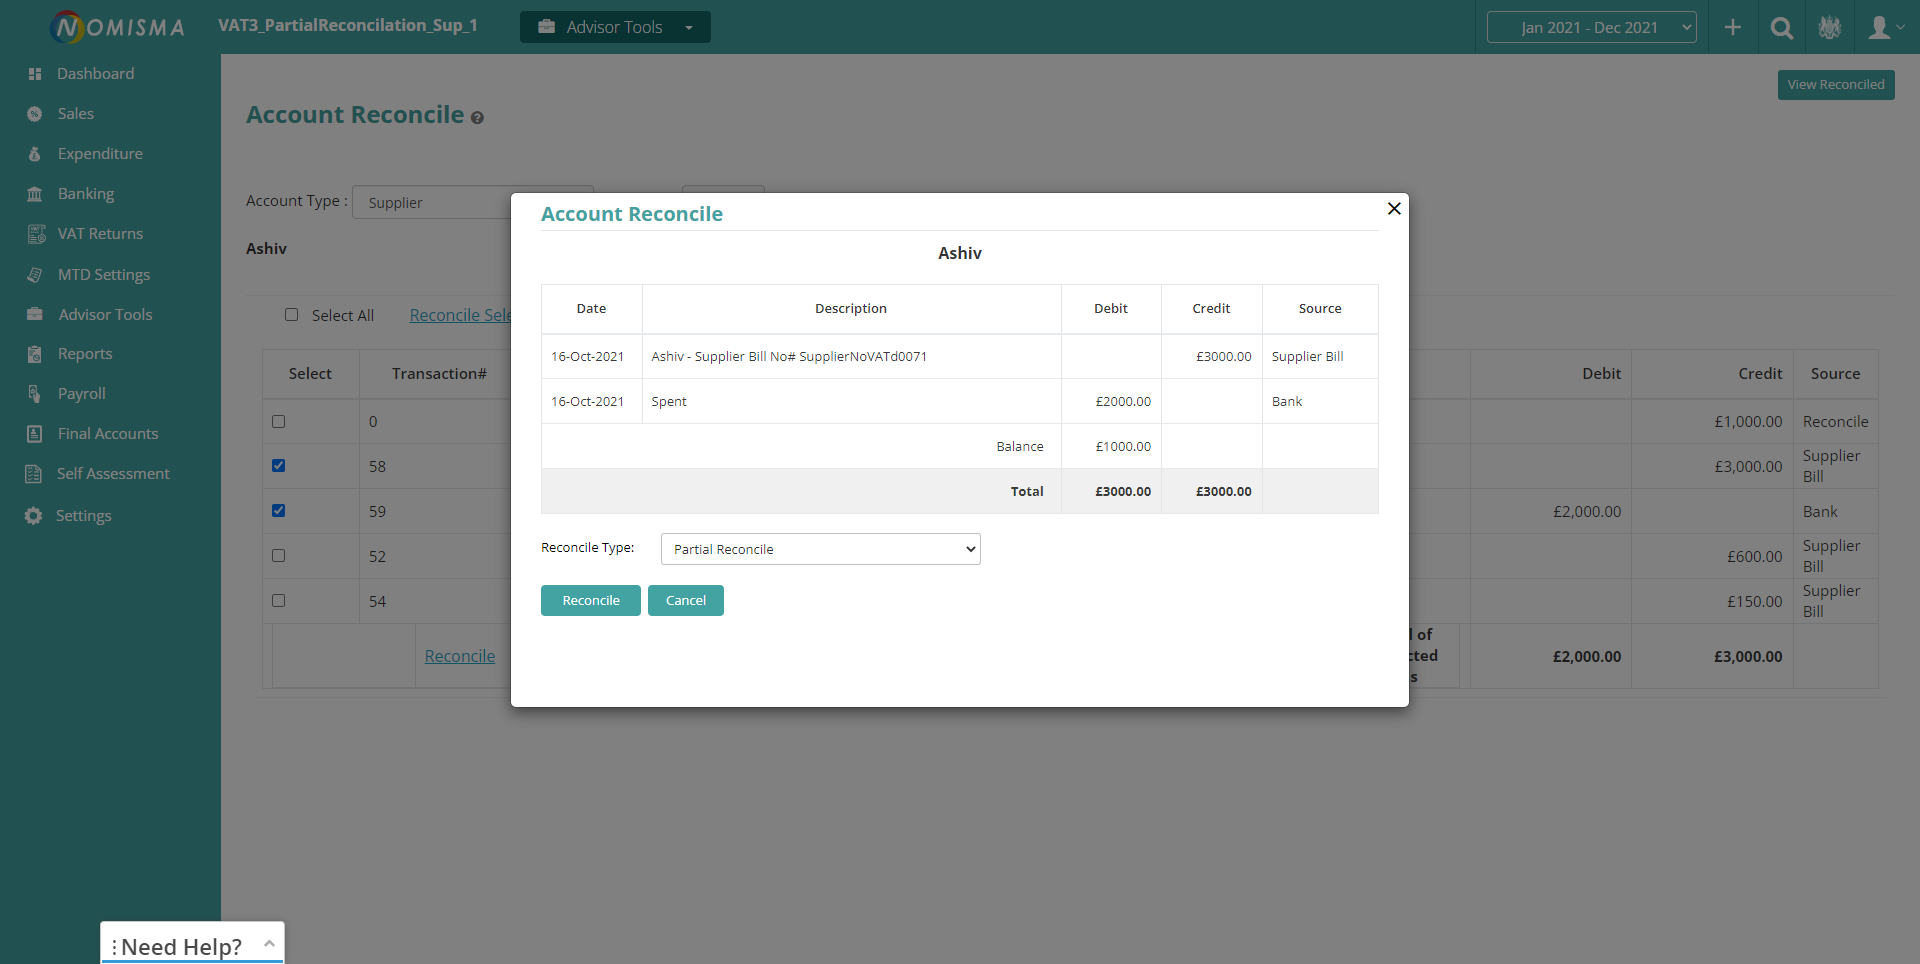 NOMISMA VAT3_PartialReconcilation_Sup_1 Advisor Tools Jan 2021 - Dec 2021
Dashboard
Sales
Expenditure
Banking
VAT Returns
MTD Settings
Advisor Tools
Reports
Payroll
Final Accounts
Self Assessment
Settings
View Reconciled
Account Reconcile ?
Account Type : Supplier
Ashiv
Select All Reconcile Sele
Select Transaction# Debit Credit Source
0 £1,000.00 Reconcile
58 £3,000.00 Supplier Bill
59 £2,000.00 Bank
52 £600.00 Supplier Bill
54 £150.00 Supplier Bill
Reconcile l of cted s £2,000.00 £3,000.00
Account Reconcile
Ashiv
Date Description Debit Credit Source
16-Oct-2021 Ashiv - Supplier Bill No# SupplierNoVATd0071 £3000.00 Supplier Bill
16-Oct-2021 Spent £2000.00 Bank
Balance £1000.00
Total £3000.00 £3000.00
Reconcile Type: Partial Reconcile
Reconcile Cancel
Need Help?